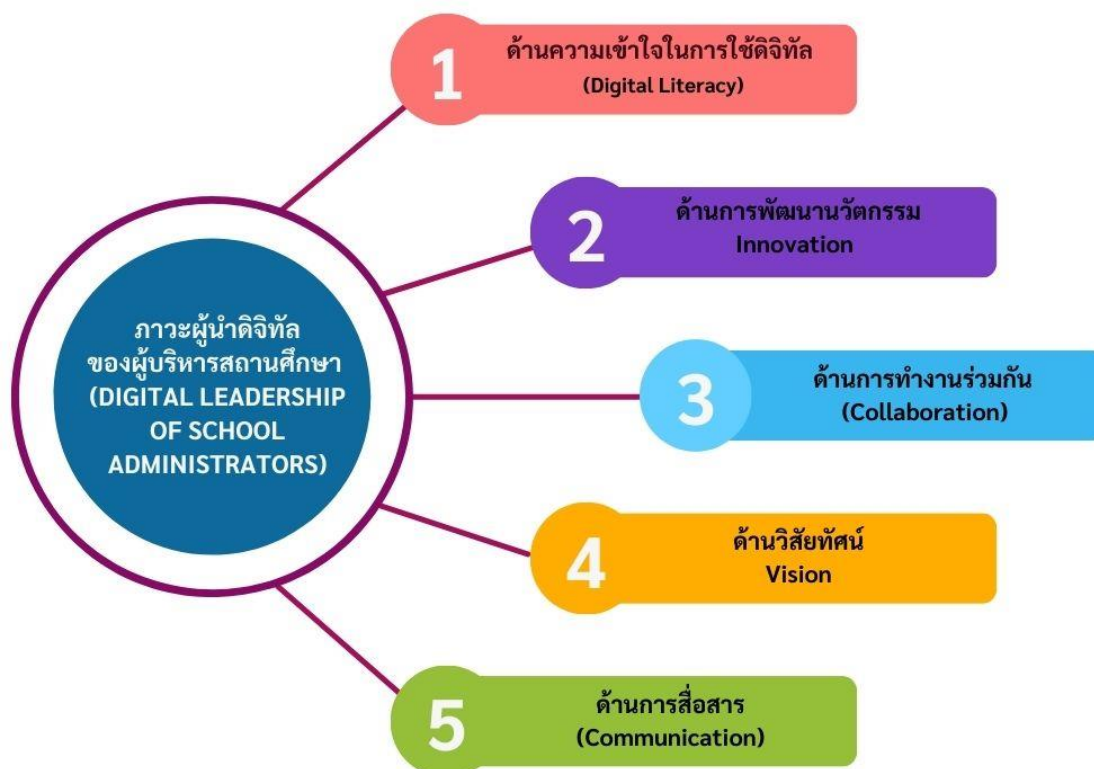 ภาวะผู้นำดิจิทัล
ของผู้บริหารสถานศึกษา
(DIGITAL LEADERSHIP
OF SCHOOL
ADMINISTRATORS)
1
ด้านความเข้าใจในการใช้ดิจิทัล
(Digital Literacy)
2
ด้านการพัฒนานวัตกรรม
Innovation
3
ด้านการทำงานร่วมกัน
(Collaboration)
4
ด้านวิสัยทัศน์
Vision
5
ด้านการสื่อสาร
(Communication)